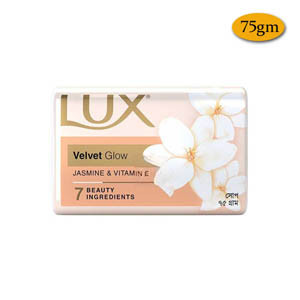 75gm
LUX
Velvet Glow
JASMINE & VITAMIN E
7 BEAUTY
INGREDIENTS
সোপ
৭৫ গ্রাম